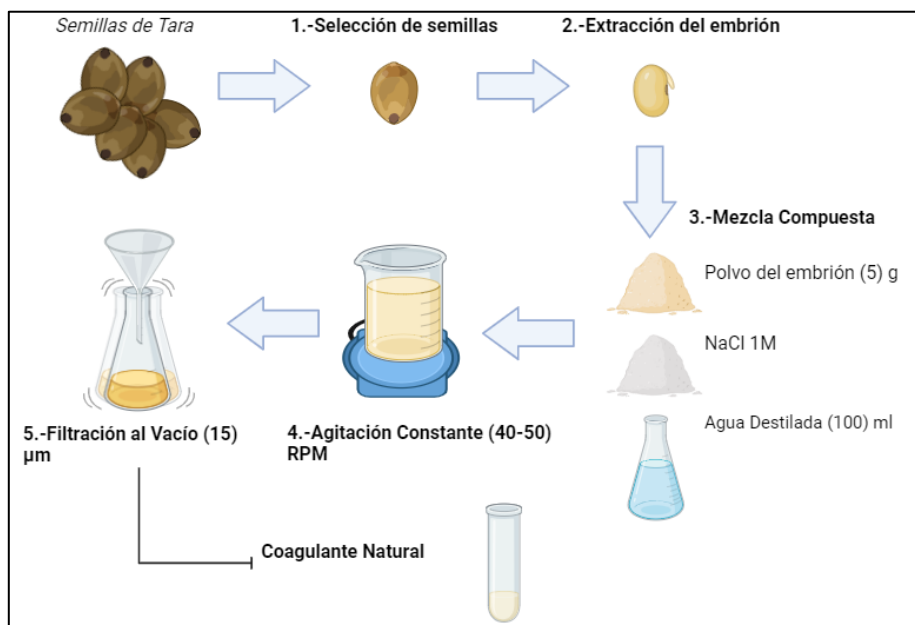 Semillas de Tara
1.-Selección de semillas
2.-Extracción del embrión
3.-Mezcla Compuesta
Polvo del embrión (5) g
NaCl 1M
Agua Destilada (100) ml
4.-Agitación Constante (40-50)
RPM
5.-Filtración al Vacío (15)
µm
Coagulante Natural